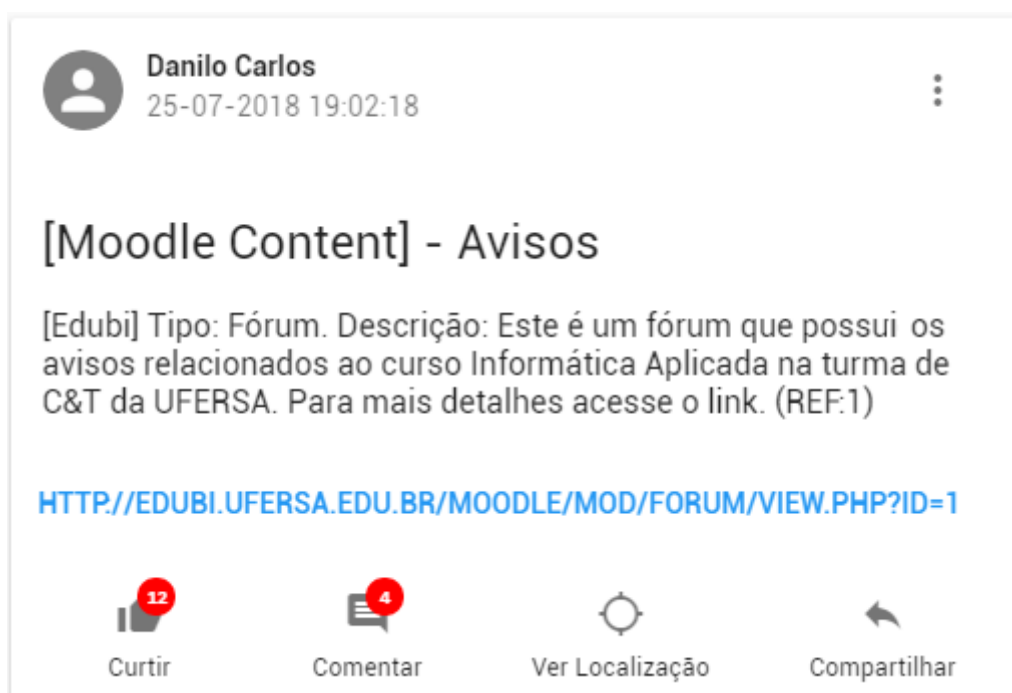 Danilo Carlos
25-07-2018 19:02:18
[Moodle Content] - Avisos
[Edubi] Tipo: Fórum. Descrição: Este é um fórum que possui os
avisos relacionados ao curso Informática Aplicada na turma de
C&T da UFERSA. Para mais detalhes acesse o link. (REF:1)
HTTP://EDUBI.UFERSA.EDU.BR/MOODLE/MOD/FORUM/VIEW.PHP?ID=1
12 4
Curtir Comentar Ver Localização Compartilhar